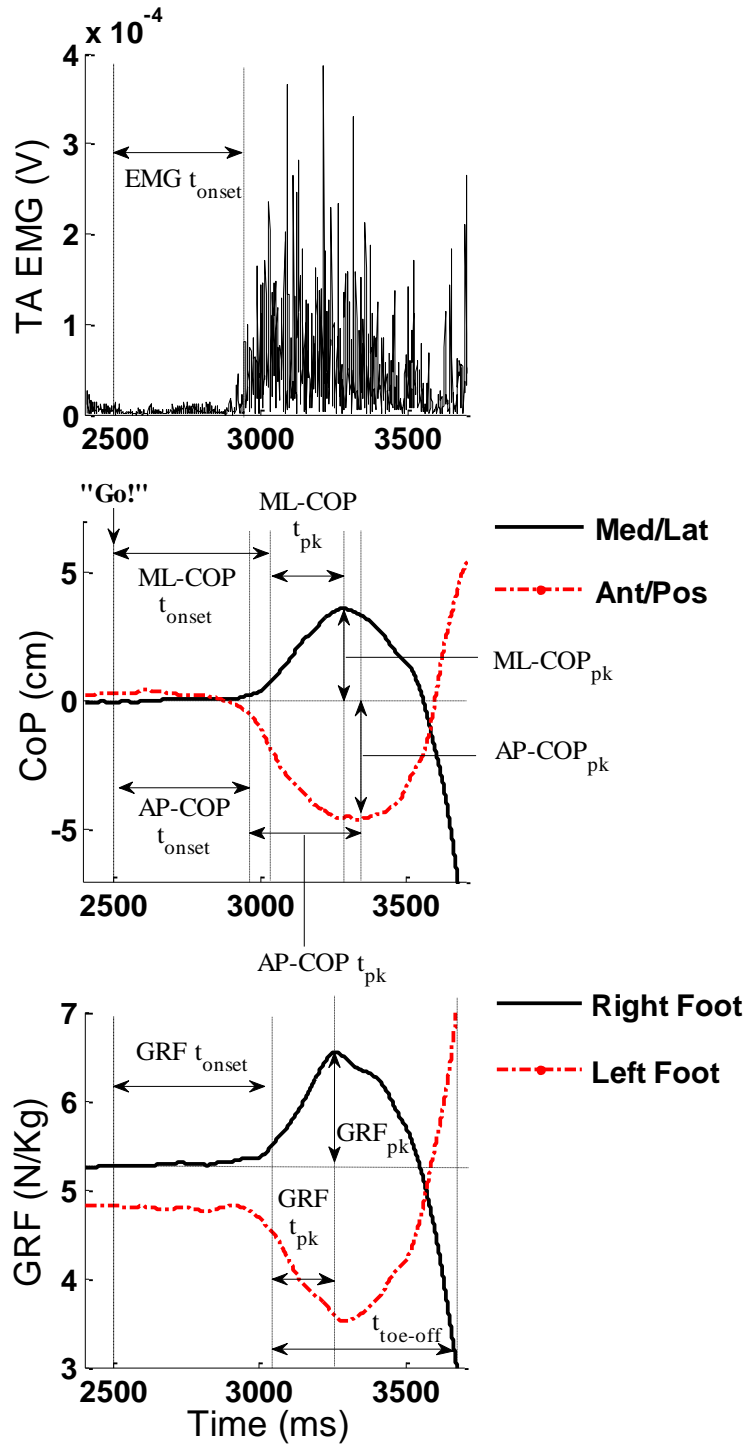 x 10^-4
4
3
2
1
0
TA EMG (V)
EMG t_onset
2500
3000
3500
"Go!"
ML-COP
t_pk
Med/Lat
Ant/Pos
ML-COP
t_onset
5
0
-5
CoP (cm)
ML-COP_pk
AP-COP_pk
AP-COP
t_onset
2500
3000
3500
AP-COP t_pk
Right Foot
Left Foot
7
6
5
4
3
GRF (N/Kg)
GRF t_onset
GRF_pk
GRF
t_pk
t_toe-off
2500
3000
3500
Time (ms)